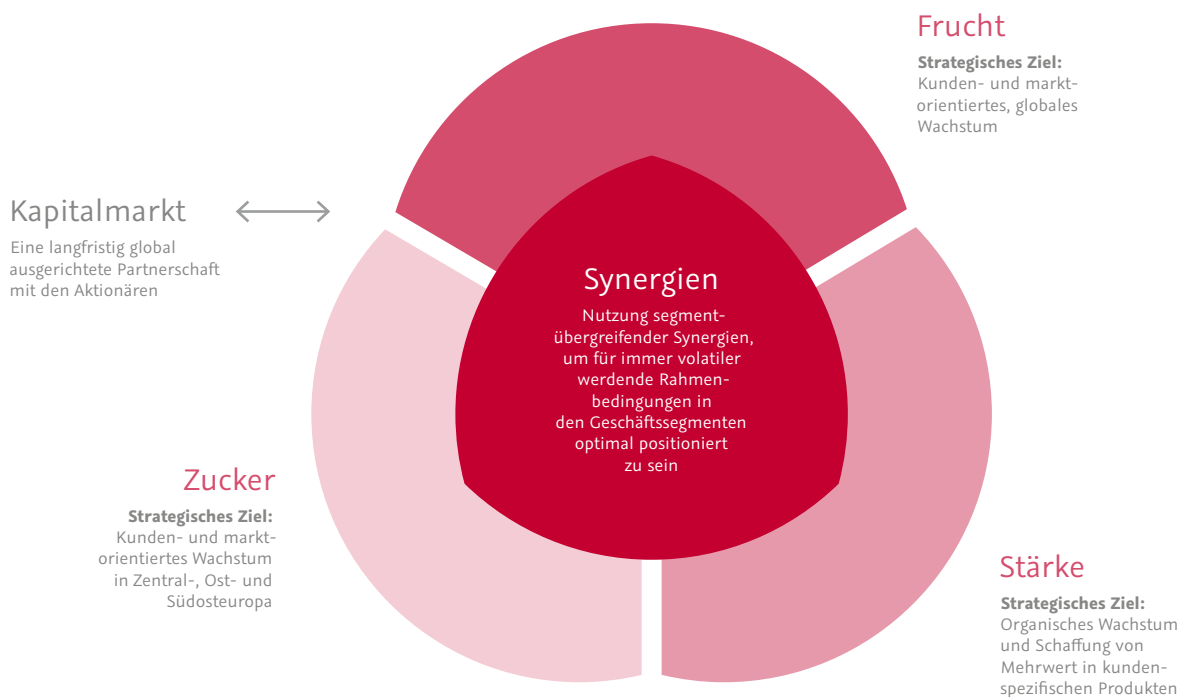 Frucht
Strategisches Ziel:
Kunden- und markt-
orientiertes, globales
Wachstum
Kapitalmarkt
Eine langfristig global
ausgerichtete Partnerschaft
mit den Aktionären
Synergien
Nutzung segment-
übergreifender Synergien,
um für immer volatiler
werdende Rahmen-
bedingungen in
den Geschäftssegmenten
optimal positioniert
zu sein
Zucker
Strategisches Ziel:
Kunden- und markt-
orientiertes Wachstum
in Zentral-, Ost- und
Südosteuropa
Stärke
Strategisches Ziel:
Organisches Wachstum
und Schaffung von
Mehrwert in kunden-
spezifischen Produkten